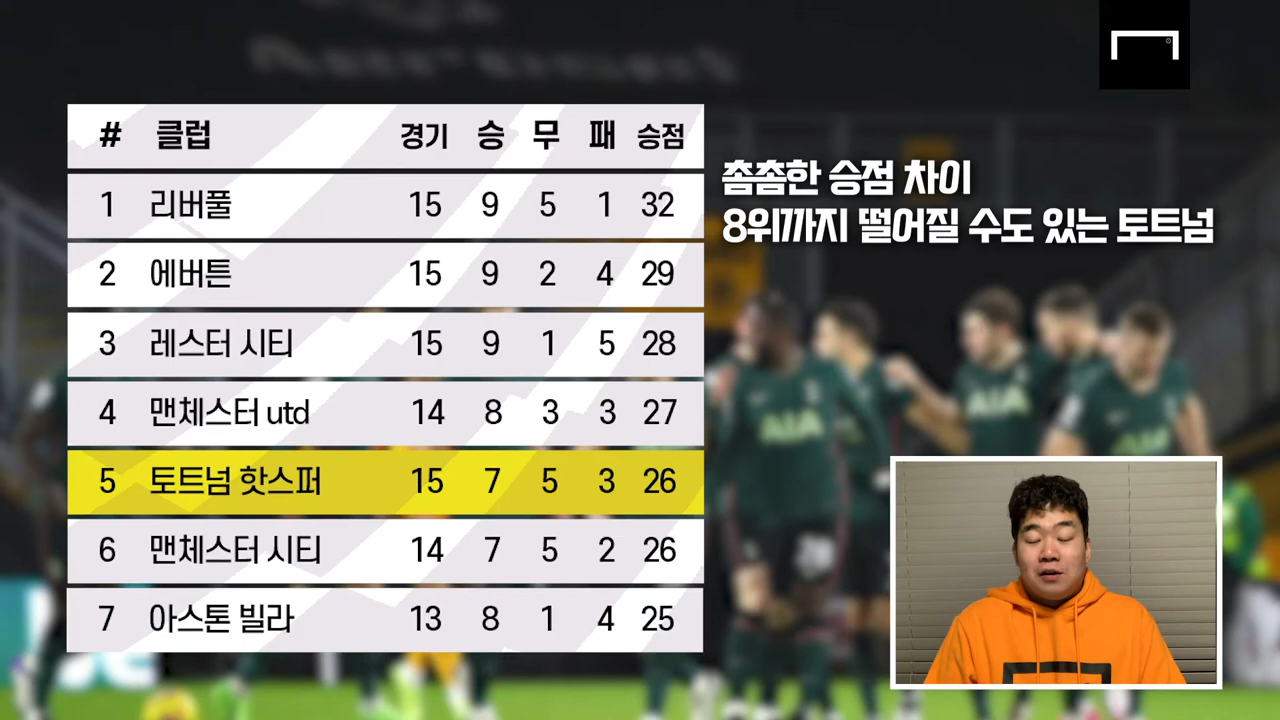 # 클럽 경기 승 무 패 승점
1 리버풀 15 9 5 1 32
2 에버튼 15 9 2 4 29
3 레스터 시티 15 9 1 5 28
4 맨체스터 utd 14 8 3 3 27
5 토트넘 핫스퍼 15 7 5 3 26
6 맨체스터 시티 14 7 5 2 26
7 아스톤 빌라 13 8 1 4 25
촘촘한 승점 차이
8위까지 떨어질 수도 있는 토트넘
AIA
AIA
AIA